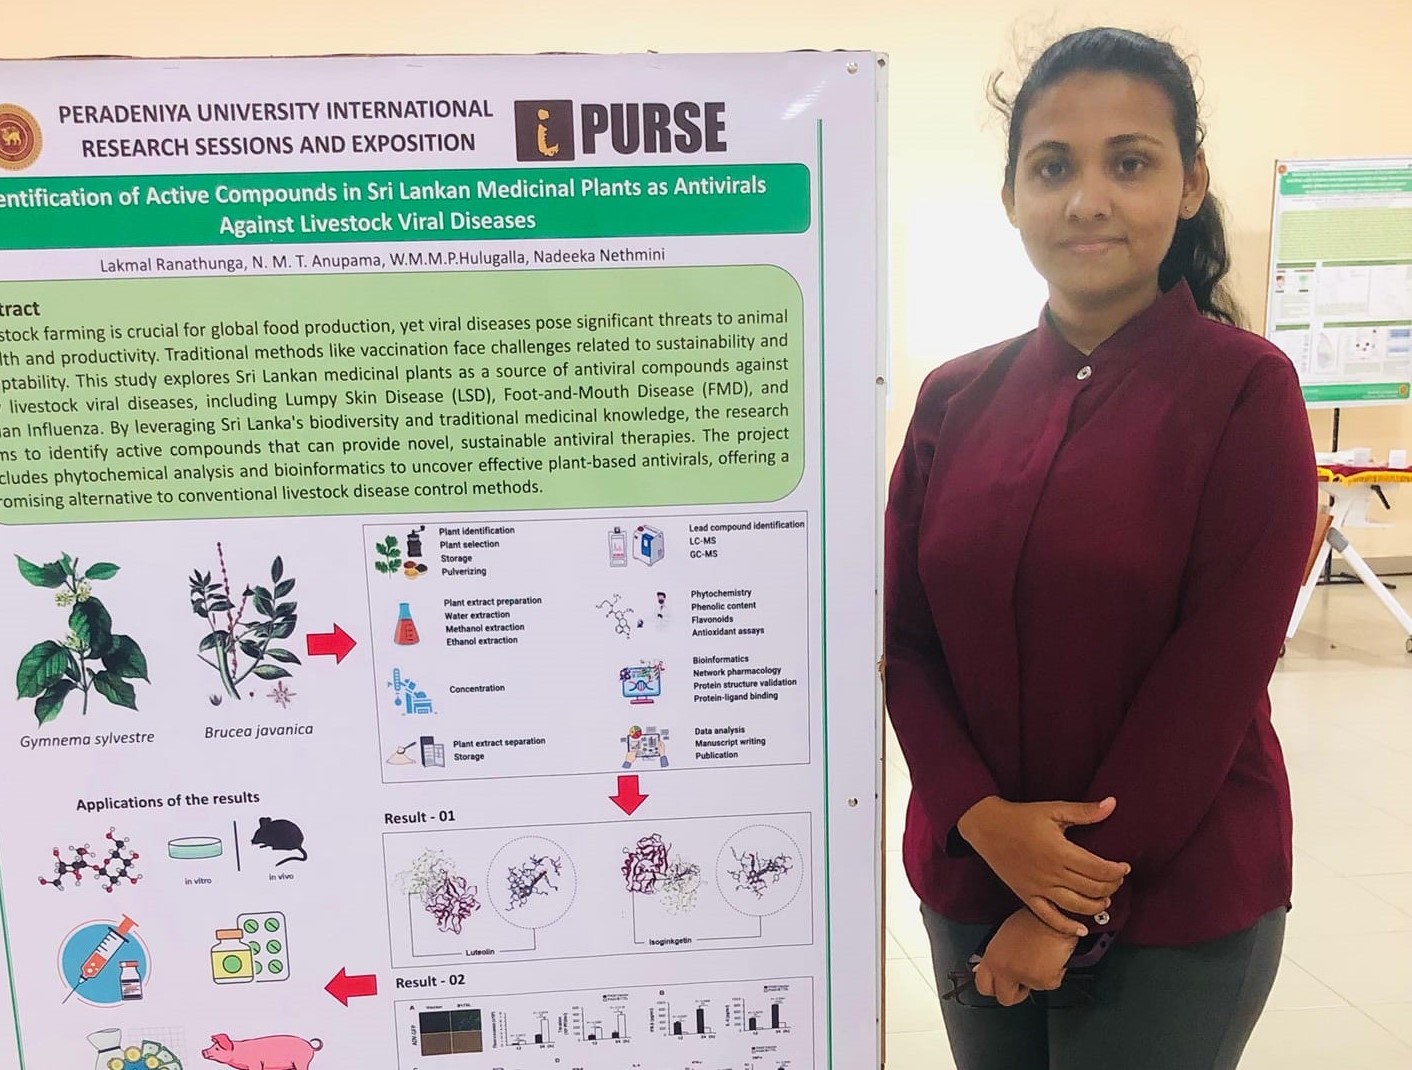 PERADENIYA UNIVERSITY INTERNATIONAL
RESEARCH SESSIONS AND EXPOSITION
i PURSE
entification of Active Compounds in Sri Lankan Medicinal Plants as Antivirals
Against Livestock Viral Diseases
Lakmal Ranathunga, N. M. T. Anupama, W.M.M.P.Hulugalla, Nadeeka Nethmini
tract
stock farming is crucial for global food production, yet viral diseases pose significant threats to animal
lth and productivity. Traditional methods like vaccination face challenges related to sustainability and
ptability. This study explores Sri Lankan medicinal plants as a source of antiviral compounds against
livestock viral diseases, including Lumpy Skin Disease (LSD), Foot-and-Mouth Disease (FMD), and
ian Influenza. By leveraging Sri Lanka's biodiversity and traditional medicinal knowledge, the research
ms to identify active compounds that can provide novel, sustainable antiviral therapies. The project
cludes phytochemical analysis and bioinformatics to uncover effective plant-based antivirals, offering a
romising alternative to conventional livestock disease control methods.
Gymnema sylvestre
Brucea javanica
Plant identification
Plant selection
Storage
Pulverizing
Plant extract preparation
Water extraction
Methanol extraction
Ethanol extraction
Concentration
Plant extract separation
Storage
Lead compound identification
LC-MS
GC-MS
Phytochemistry
Phenolic content
Flavonoids
Antioxidant assays
Bioinformatics
Network pharmacology
Protein structure validation
Protein-ligand binding
Data analysis
Manuscript writing
Publication
Result - 01
Luteolin
Isoginkgetin
Applications of the results
in vitro
in vivo
Result - 02
A
B